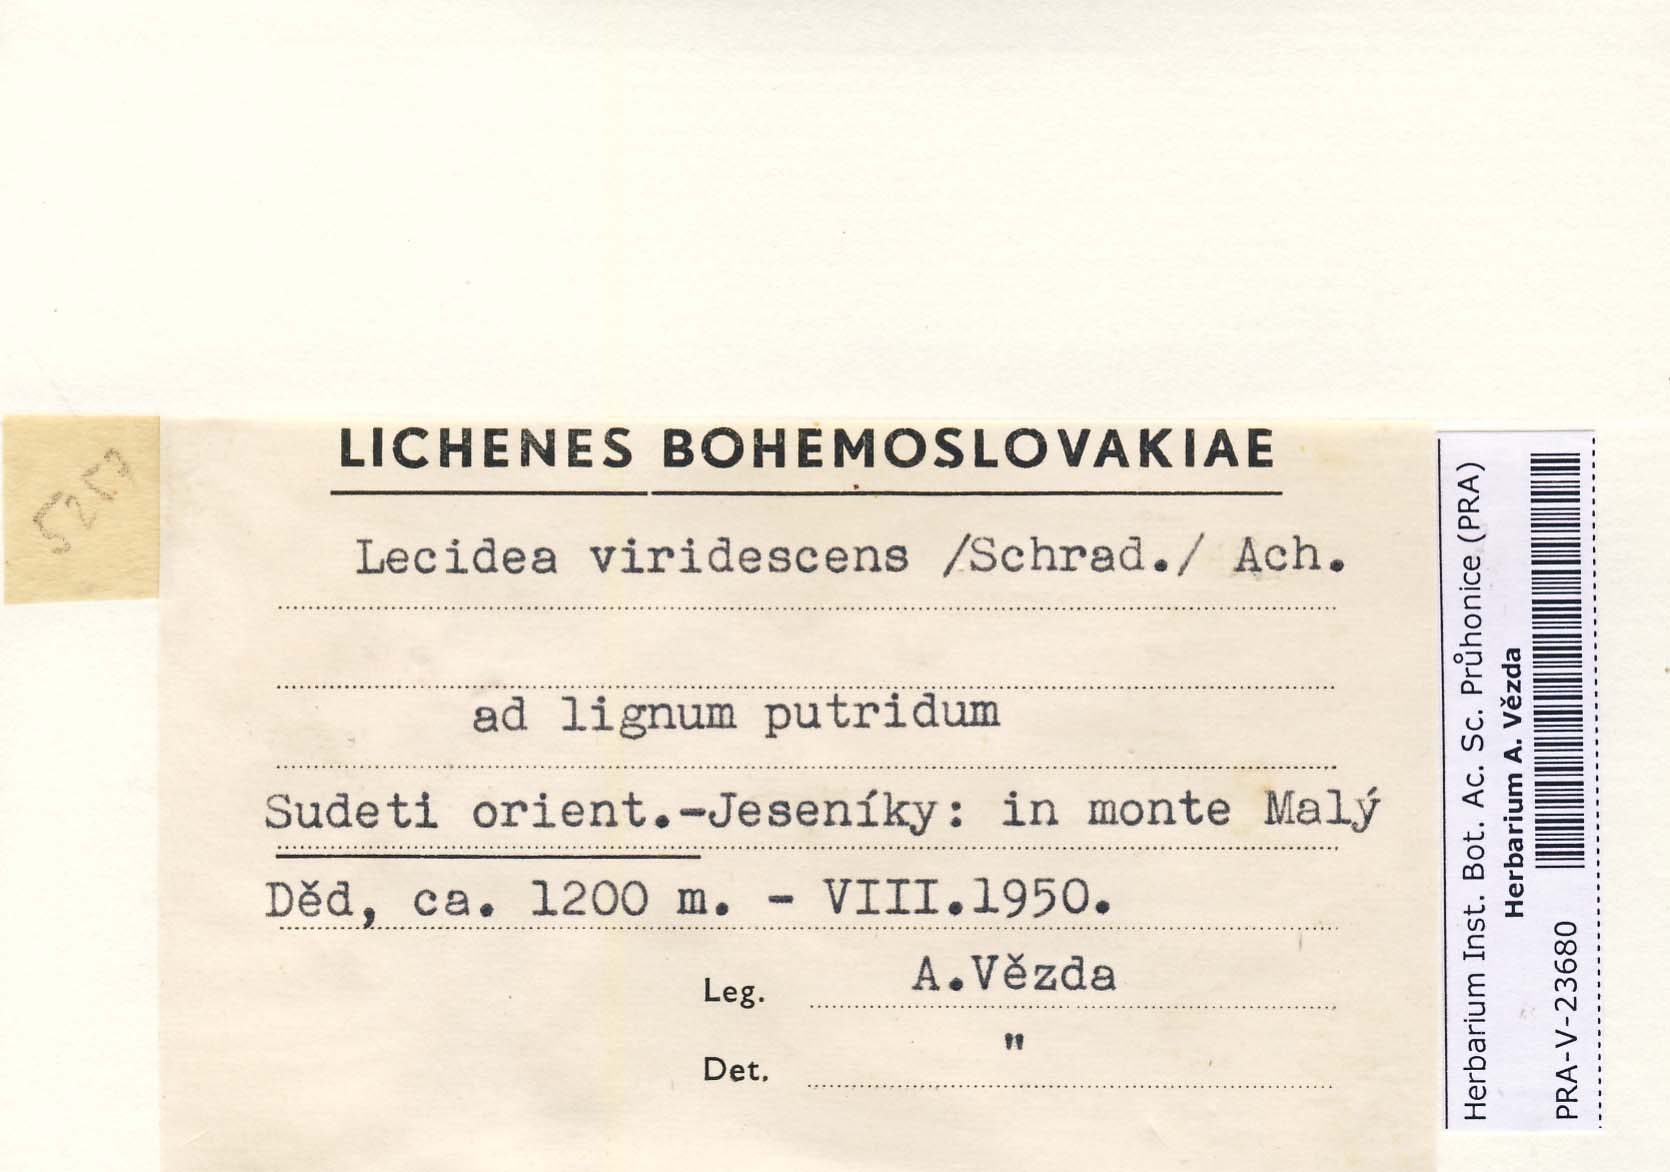 LICHENES BOHEMOSLOVAKIAE
Lecidea viridescens /Schrad./ Ach.
ad lignum putridum
Sudeti orient.-Jeseníky: in monte Malý
Děd, ca. 1200 m. - VIII.1950.
Leg. A.Vězda
Det. "
Herbarium Inst. Bot. Ac. Sc. Průhonice (PRA)
Herbarium A. Vězda
PRA-V-23680